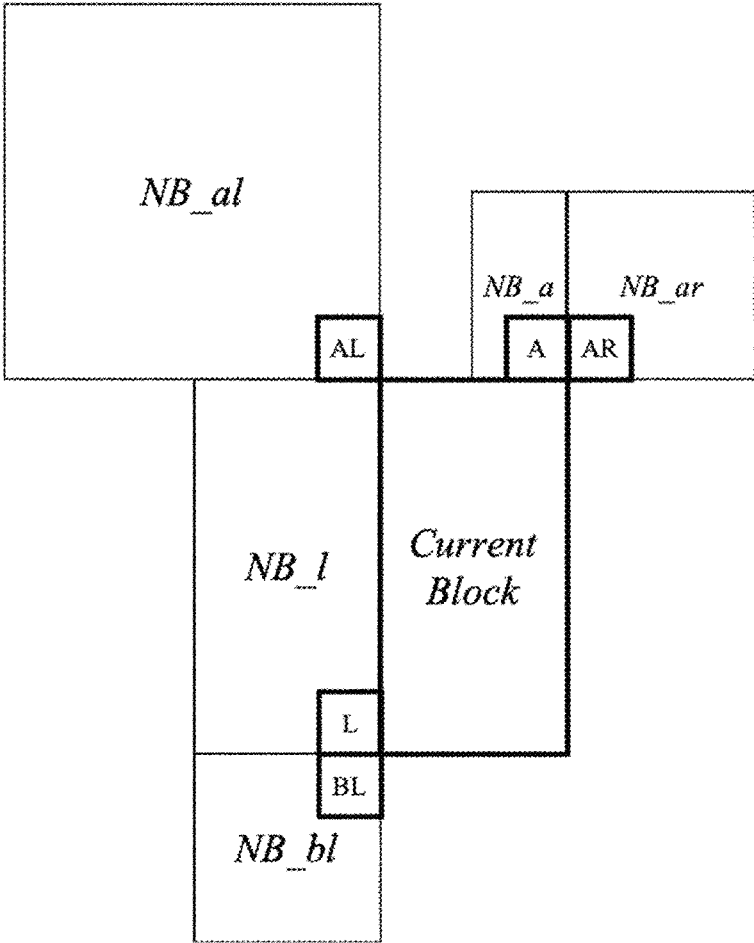 NB_al
NB_a
NB_ar
AL
A
AR
Current
Block
NB_l
L
BL
NB_bl